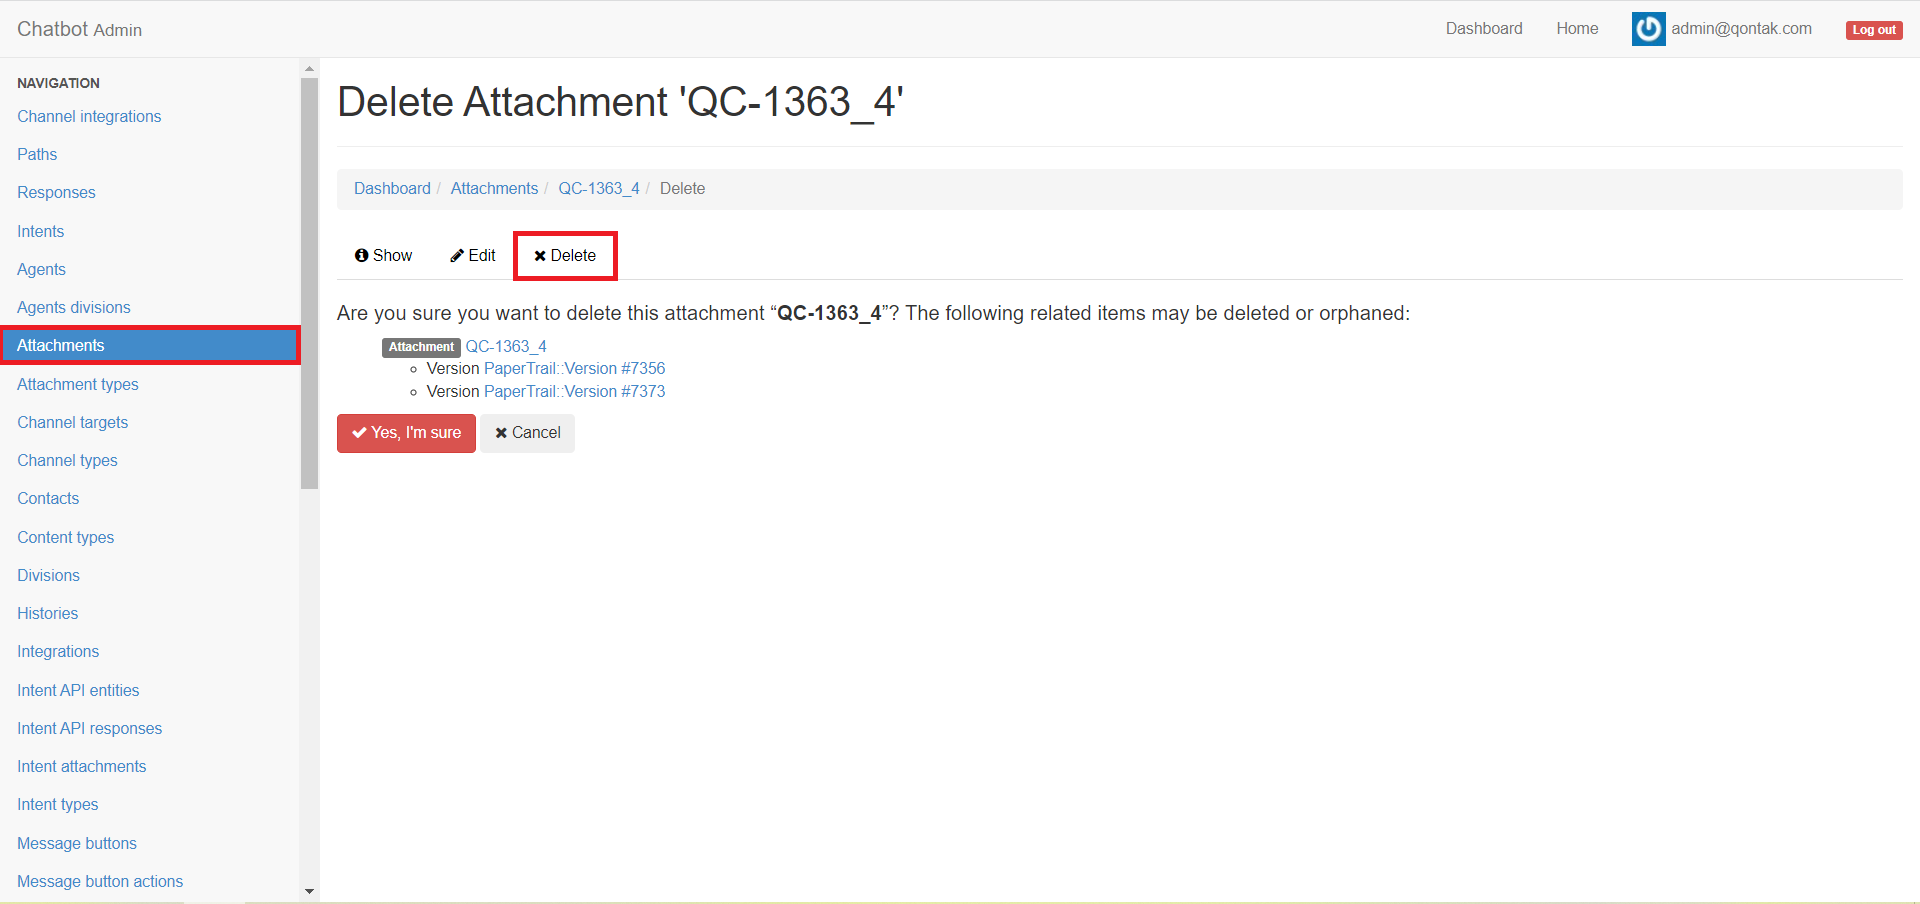 Chatbot Admin
Dashboard
Home
admin@qontak.com
Log out
NAVIGATION
Channel integrations
Paths
Responses
Intents
Agents
Agents divisions
Attachments
Attachment types
Channel targets
Channel types
Contacts
Content types
Divisions
Histories
Integrations
Intent API entities
Intent API responses
Intent attachments
Intent types
Message buttons
Message button actions
Delete Attachment 'QC-1363_4'
Dashboard / Attachments / QC-1363_4 / Delete
Show
Edit
Delete
Are you sure you want to delete this attachment “QC-1363_4”? The following related items may be deleted or orphaned:
Attachment QC-1363_4
Version PaperTrail::Version #7356
Version PaperTrail::Version #7373
Yes, I'm sure
Cancel